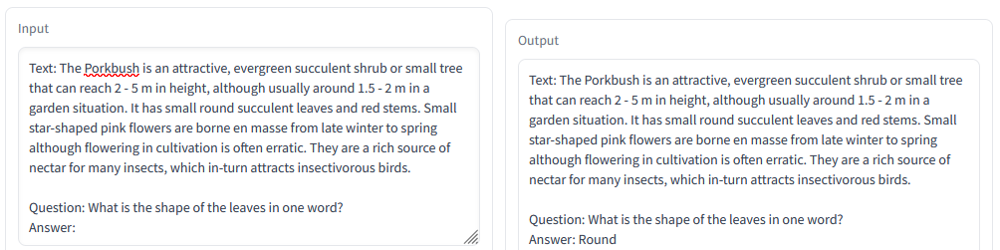 Input
Text: The Porkbush is an attractive, evergreen succulent shrub or small tree
that can reach 2 - 5 m in height, although usually around 1.5 - 2 m in a
garden situation. It has small round succulent leaves and red stems. Small
star-shaped pink flowers are borne en masse from late winter to spring
although flowering in cultivation is often erratic. They are a rich source of
nectar for many insects, which in-turn attracts insectivorous birds.
Question: What is the shape of the leaves in one word?
Answer:
Output
Text: The Porkbush is an attractive, evergreen succulent shrub or small tree
that can reach 2 - 5 m in height, although usually around 1.5 - 2 m in a
garden situation. It has small round succulent leaves and red stems. Small
star-shaped pink flowers are borne en masse from late winter to spring
although flowering in cultivation is often erratic. They are a rich source of
nectar for many insects, which in-turn attracts insectivorous birds.
Question: What is the shape of the leaves in one word?
Answer: Round